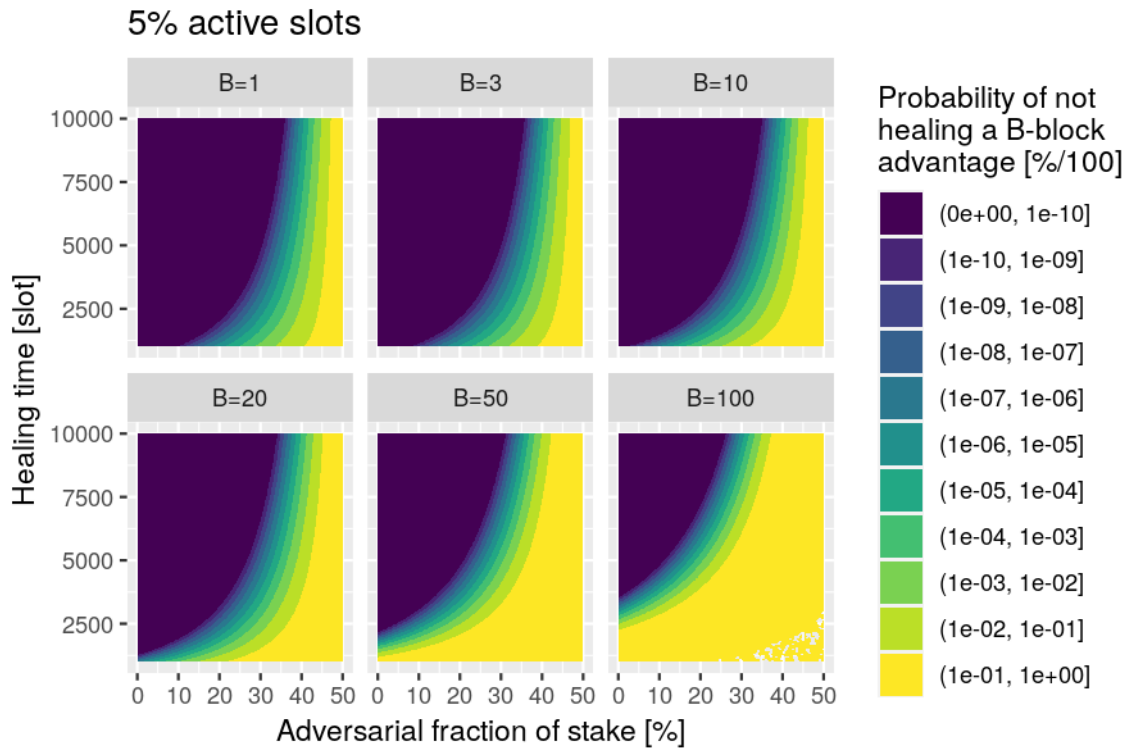 5% active slots
B=1
B=3
B=10
10000
7500
5000
2500
B=20
B=50
B=100
10000
7500
5000
2500
0 10 20 30 40 50
0 10 20 30 40 50
0 10 20 30 40 50
Healing time [slot]
Adversarial fraction of stake [%]
Probability of not
healing a B-block
advantage [%/100]
(0e+00, 1e-10]
(1e-10, 1e-09]
(1e-09, 1e-08]
(1e-08, 1e-07]
(1e-07, 1e-06]
(1e-06, 1e-05]
(1e-05, 1e-04]
(1e-04, 1e-03]
(1e-03, 1e-02]
(1e-02, 1e-01]
(1e-01, 1e+00]